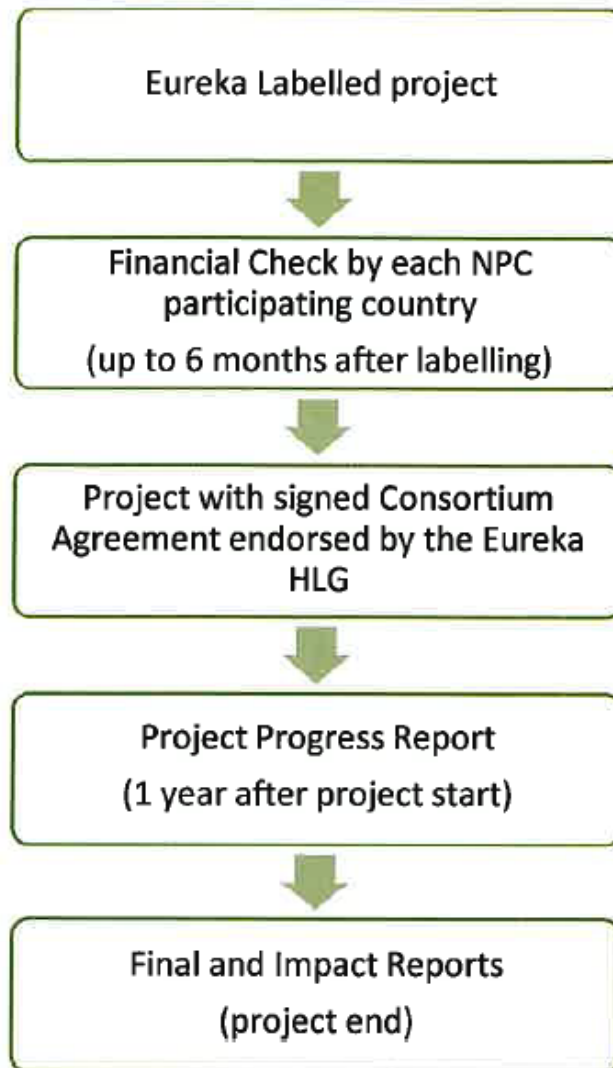 Eureka Labelled project
Financial Check by each NPC
participating country
(up to 6 months after labelling)
Project with signed Consortium
Agreement endorsed by the Eureka
HLG
Project Progress Report
(1 year after project start)
Final and Impact Reports
(project end)